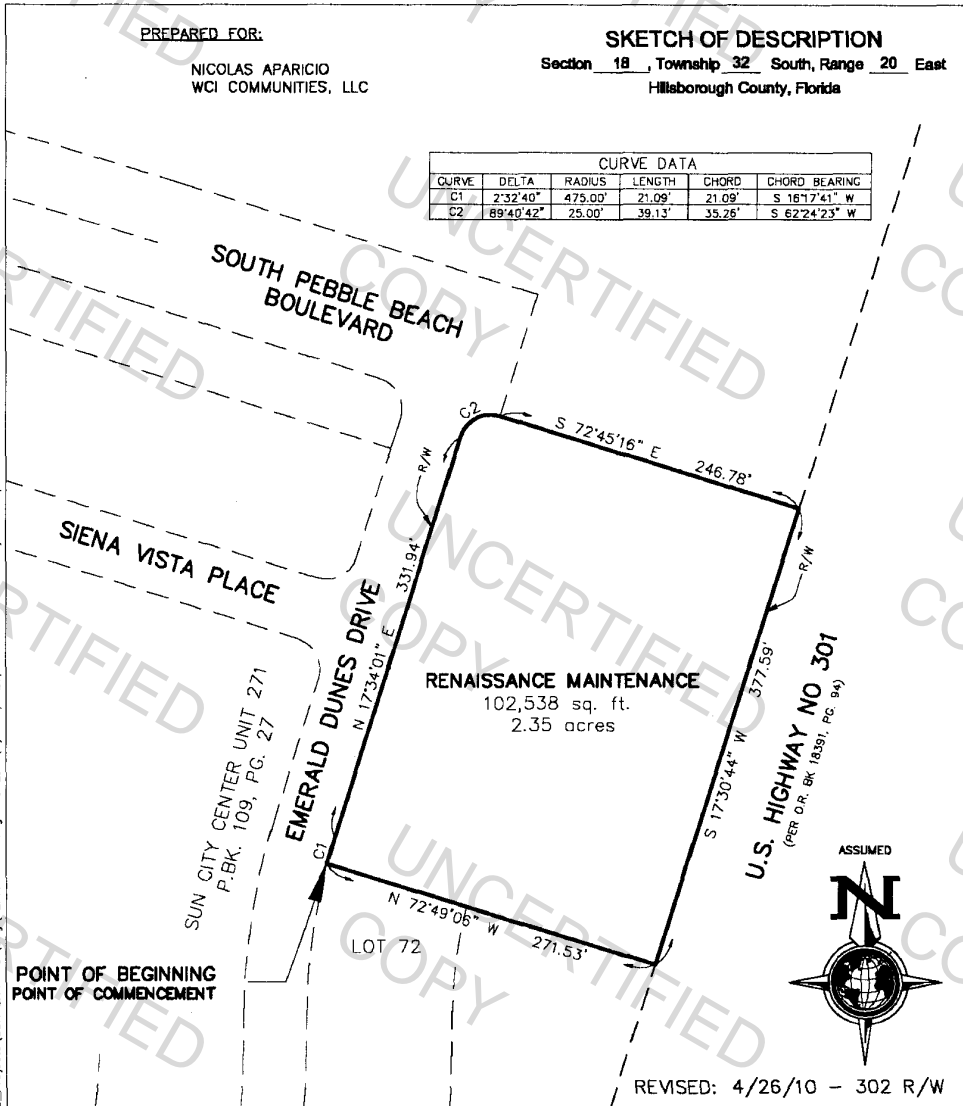 PREPARED FOR:
NICOLAS APARICIO
WCI COMMUNITIES, LLC
SKETCH OF DESCRIPTION
Section 18 , Township 32 South, Range 20 East
Hillsborough County, Florida
CURVE DATA
CURVE DELTA RADIUS LENGTH CHORD CHORD BEARING
C1 2°32'40" 475.00' 21.09' 21.09' S 16°17'41" W
C2 89°40'42" 25.00' 39.13' 35.26' S 62°24'23" W
SOUTH PEBBLE BEACH
BOULEVARD
C2
S 72°45'16" E 246.78'
R/W
R/W
SIENA VISTA PLACE
EMERALD DUNES DRIVE
N 17°34'01" E 331.94'
RENAISSANCE MAINTENANCE
102,538 sq. ft.
2.35 acres
S 17°30'44" W 377.59'
U.S. HIGHWAY NO 301
(PER O.R. BK 18391, PG. 94)
SUN CITY CENTER UNIT 271
P.BK. 109, PG. 27
C1
N 72°49'06" W 271.53'
LOT 72
POINT OF BEGINNING
POINT OF COMMENCEMENT
ASSUMED
N
REVISED: 4/26/10 - 302 R/W
UNCERTIFIED
COPY
UNCERTIFIED
COPY
UNCERTIFIED
COPY